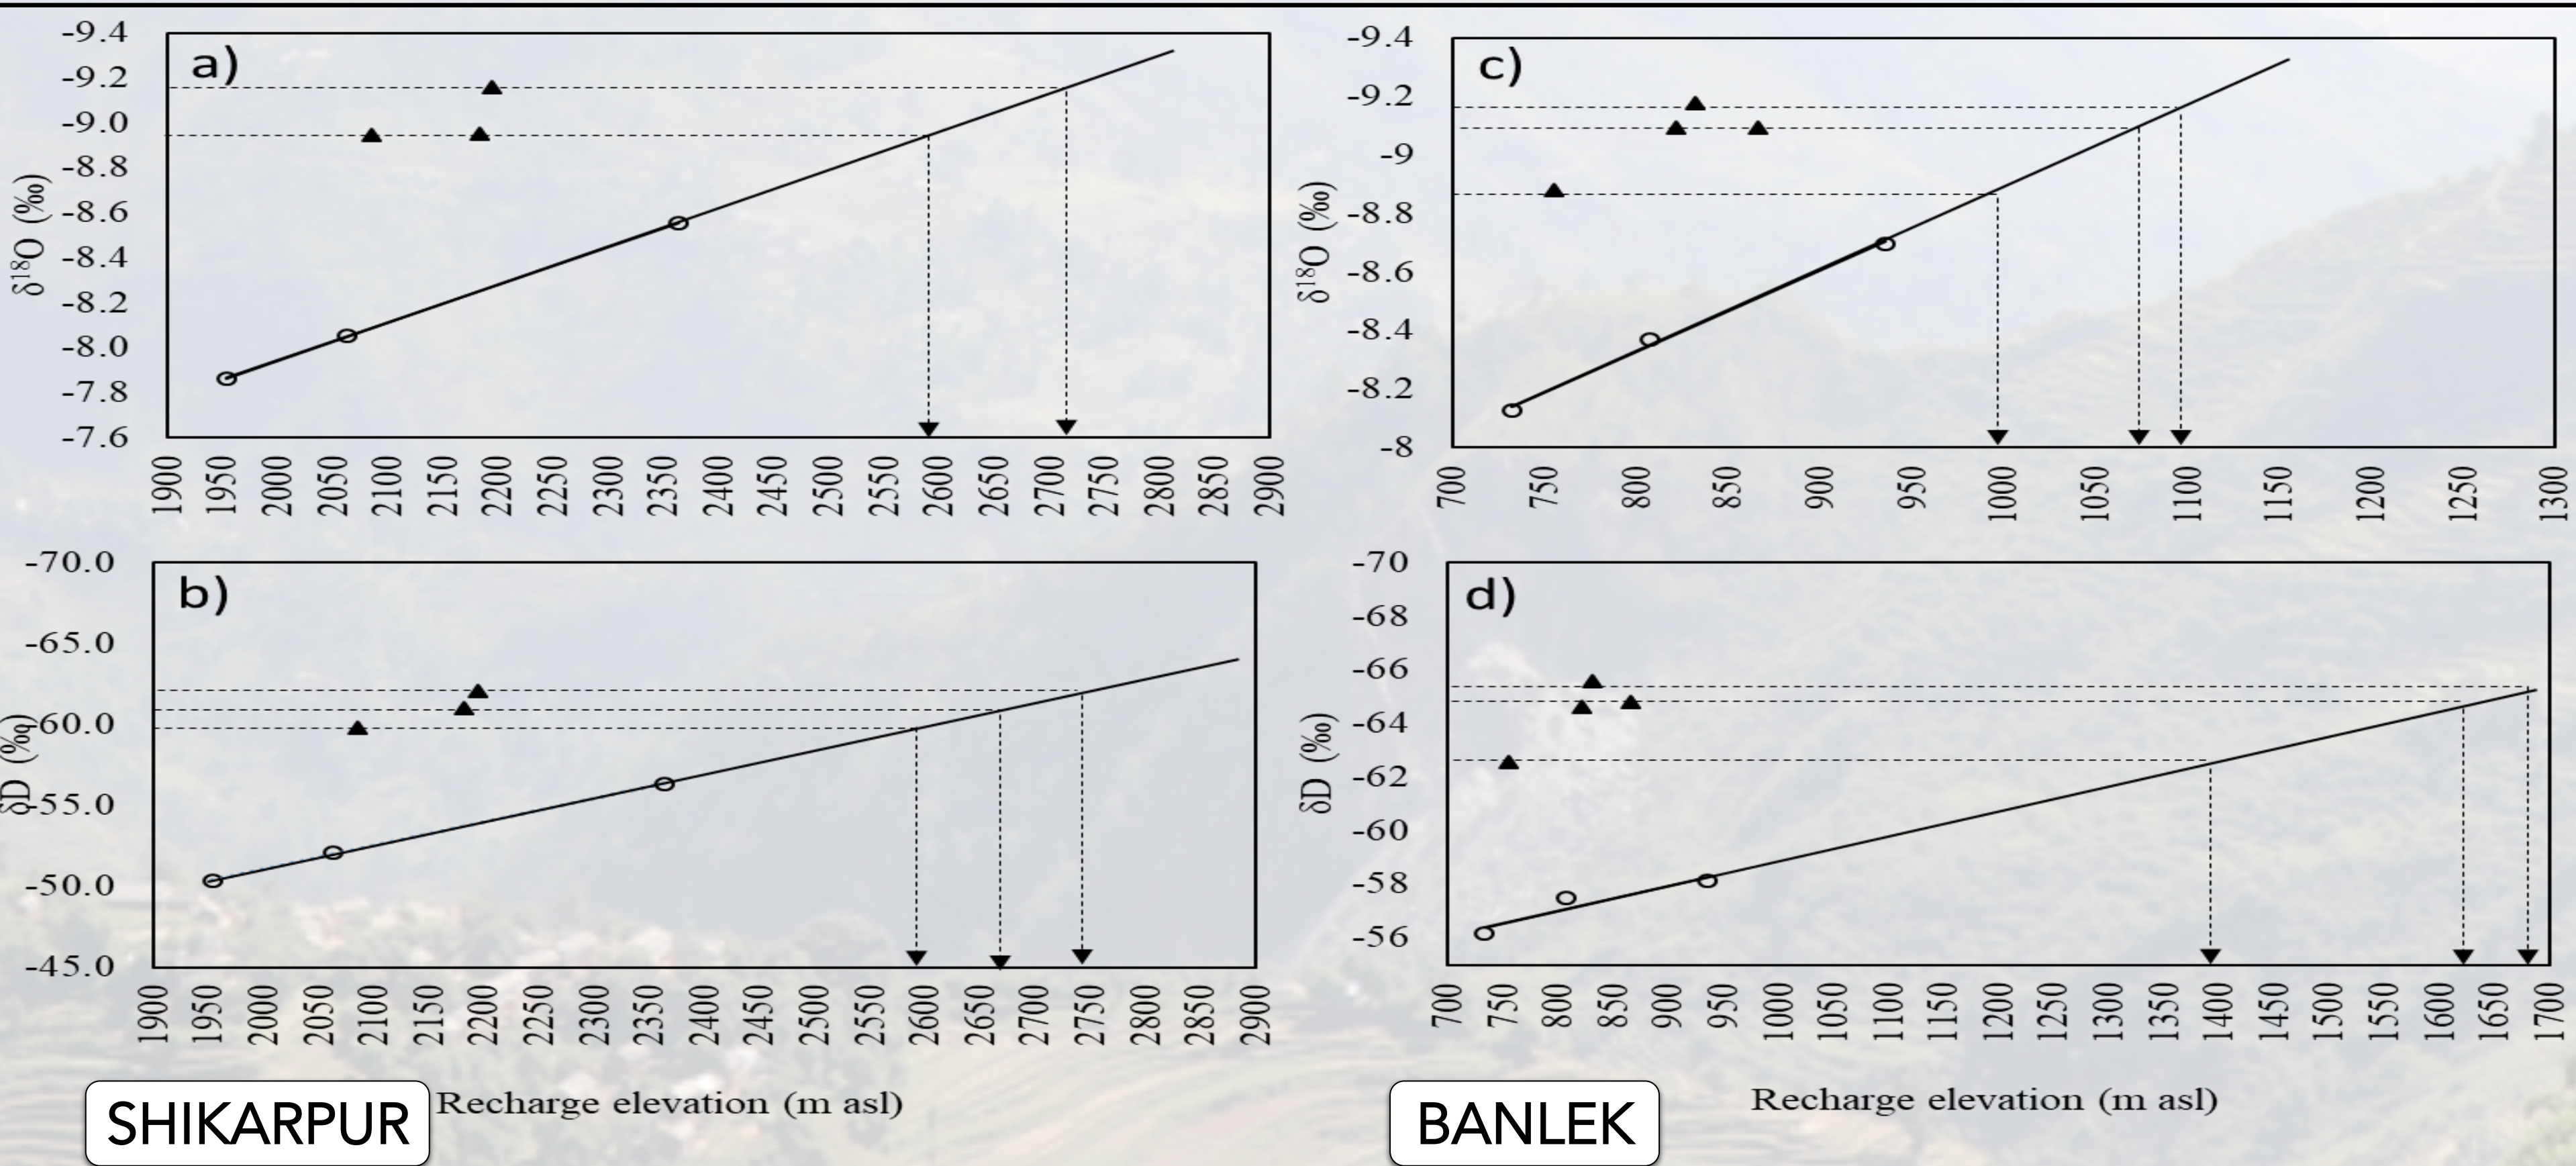 a)
-9.4
-9.2
-9.0
-8.8
-8.6
-8.4
-8.2
-8.0
-7.8
-7.6
δ¹⁸O (‰)
1900 1950 2000 2050 2100 2150 2200 2250 2300 2350 2400 2450 2500 2550 2600 2650 2700 2750 2800 2850 2900
c)
-9.4
-9.2
-9
-8.8
-8.6
-8.4
-8.2
-8
δ¹⁸O (‰)
700 750 800 850 900 950 1000 1050 1100 1150 1200 1250 1300
b)
-70.0
-65.0
-60.0
-55.0
-50.0
-45.0
δD (‰)
1900 1950 2000 2050 2100 2150 2200 2250 2300 2350 2400 2450 2500 2550 2600 2650 2700 2750 2800 2850 2900
d)
-70
-68
-66
-64
-62
-60
-58
-56
δD (‰)
700 750 800 850 900 950 1000 1050 1100 1150 1200 1250 1300 1350 1400 1450 1500 1550 1600 1650 1700
SHIKARPUR
Recharge elevation (m asl)
BANLEK
Recharge elevation (m asl)